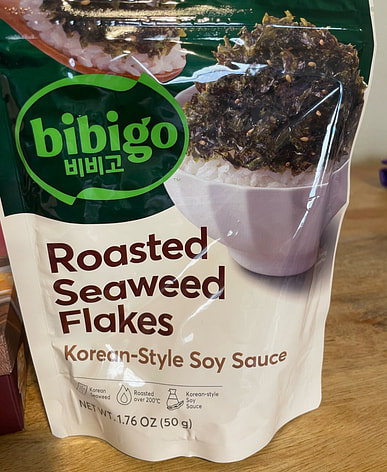 bibigo
비비고
™
Roasted
Seaweed
Flakes
Korean-Style Soy Sauce
Korean
Seaweed
Roasted
over 200°C
Korean-style
Soy
Sauce
NET WT. 1.76 OZ (50 g)